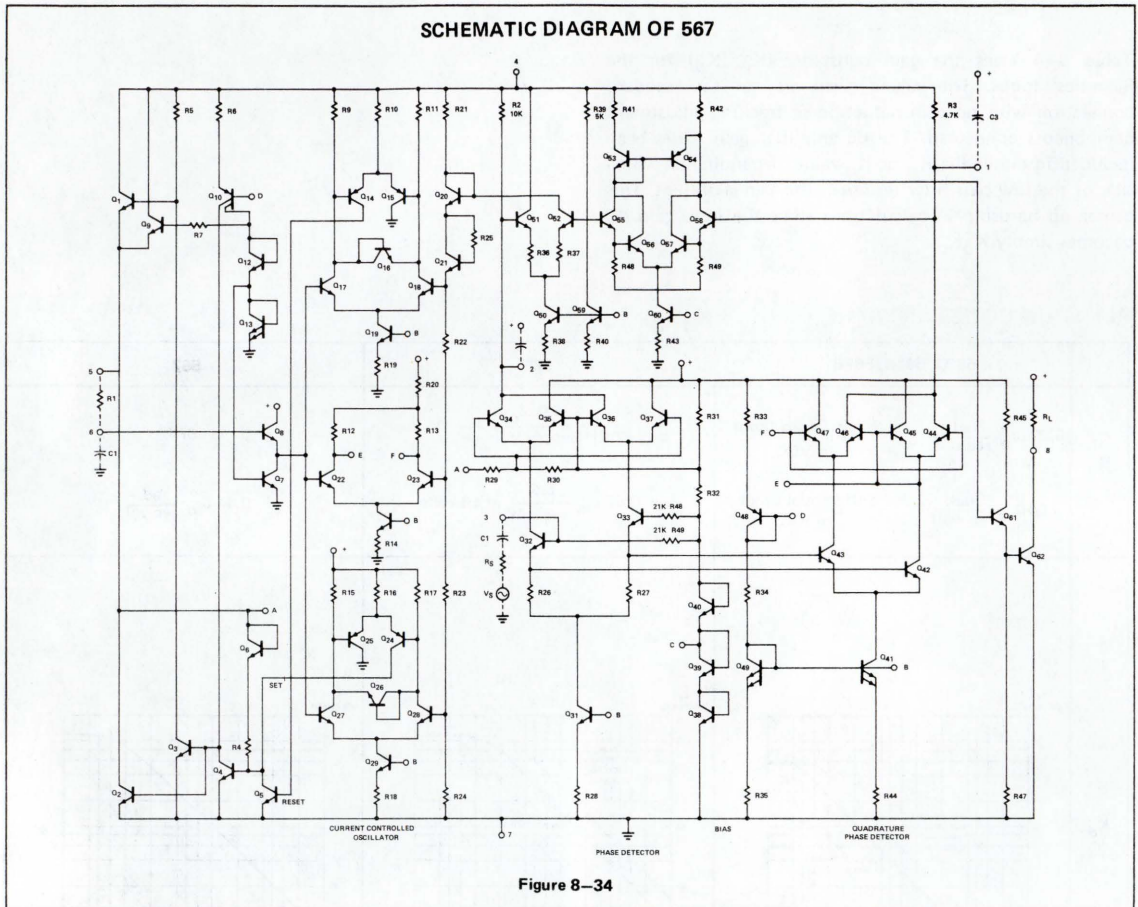 SCHEMATIC DIAGRAM OF 567
4
R5 R6 R9 R10 R11 R21 R2 10K R39 5K R41 R42 R3 4.7K C3
1
Q1 Q10 D Q14 Q15 Q20 Q53 Q54
Q9 R7 Q51 Q52 Q55 Q58
Q12 Q16 R25 R36 R37 Q56 Q57
Q17 Q18 Q21 R48 R49
Q13 Q19 B Q50 Q59 B Q60 C
R19 R22 R38 R40 R43
5 R20 2
R1 R12 R13 Q34 Q35 Q36 Q37 R31 R33 F Q47 Q46 Q45 Q44 R45 RL
6 Q8 E F 8
C1 Q7 Q22 Q23 A R29 R30 E
B R32
R14 3 Q33 21K R48 Q48 D Q61
C1 Q32 21K R49 Q43 Q62
RS Q42
R15 R16 R17 R23 VS R26 R27 Q40 R34
A Q25 Q24 C
Q6 Q39 Q49 Q41 B
SET Q26
Q27 Q28 Q31 B Q38
Q3 R4 Q4 Q29 B
Q2 Q5 R18 R24 R28 R35 R44 R47
RESET
CURRENT CONTROLLED
OSCILLATOR
7
PHASE DETECTOR
BIAS
QUADRATURE
PHASE DETECTOR
Figure 8—34